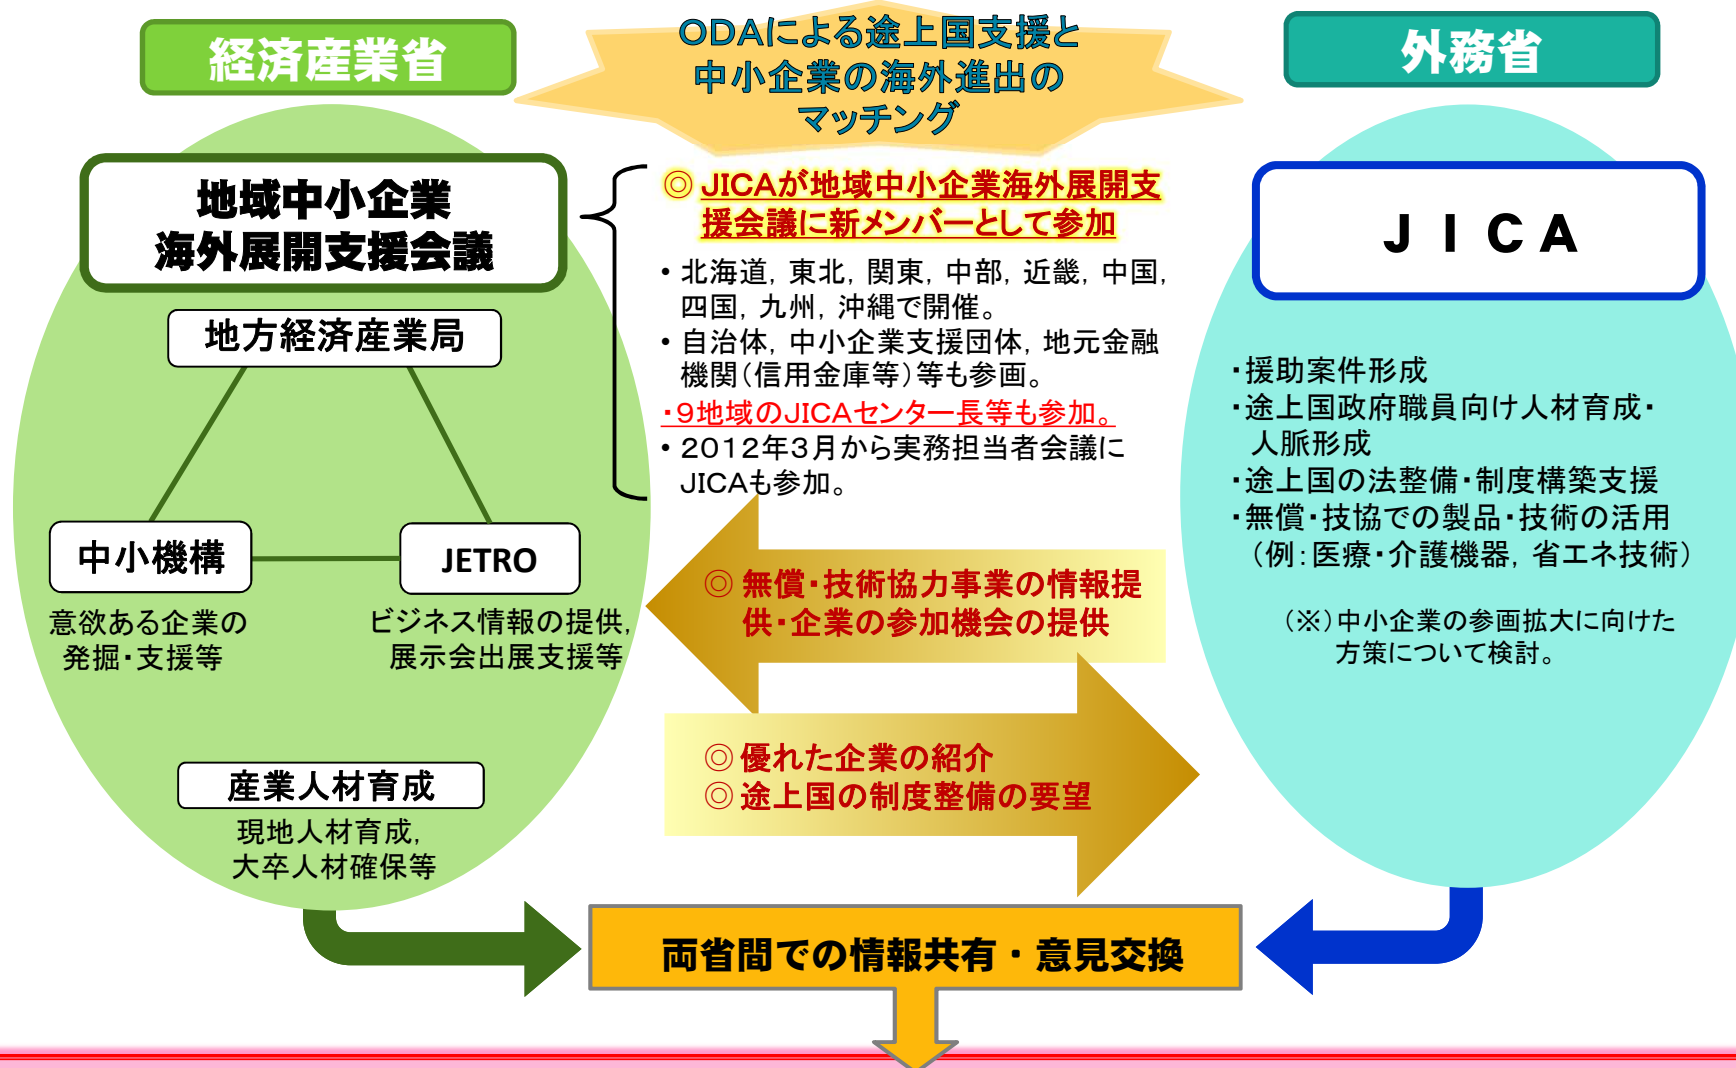 経済産業省
ODAによる途上国支援と
中小企業の海外進出の
マッチング
外務省
地域中小企業
海外展開支援会議
地方経済産業局
中小機構
JETRO
意欲ある企業の
発掘・支援等
ビジネス情報の提供,
展示会出展支援等
産業人材育成
現地人材育成,
大卒人材確保等
◎ JICAが地域中小企業海外展開支
援会議に新メンバーとして参加
• 北海道, 東北, 関東, 中部, 近畿, 中国,
四国, 九州, 沖縄で開催。
• 自治体, 中小企業支援団体, 地元金融
機関(信用金庫等)等も参画。
・9地域のJICAセンター長等も参加。
• 2012年3月から実務担当者会議に
JICAも参加。
◎ 無償・技術協力事業の情報提
供・企業の参加機会の提供
◎ 優れた企業の紹介
◎ 途上国の制度整備の要望
JICA
・援助案件形成
・途上国政府職員向け人材育成・
人脈形成
・途上国の法整備・制度構築支援
・無償・技協での製品・技術の活用
(例:医療・介護機器, 省エネ技術)
(※)中小企業の参画拡大に向けた
方策について検討。
両省間での情報共有・意見交換